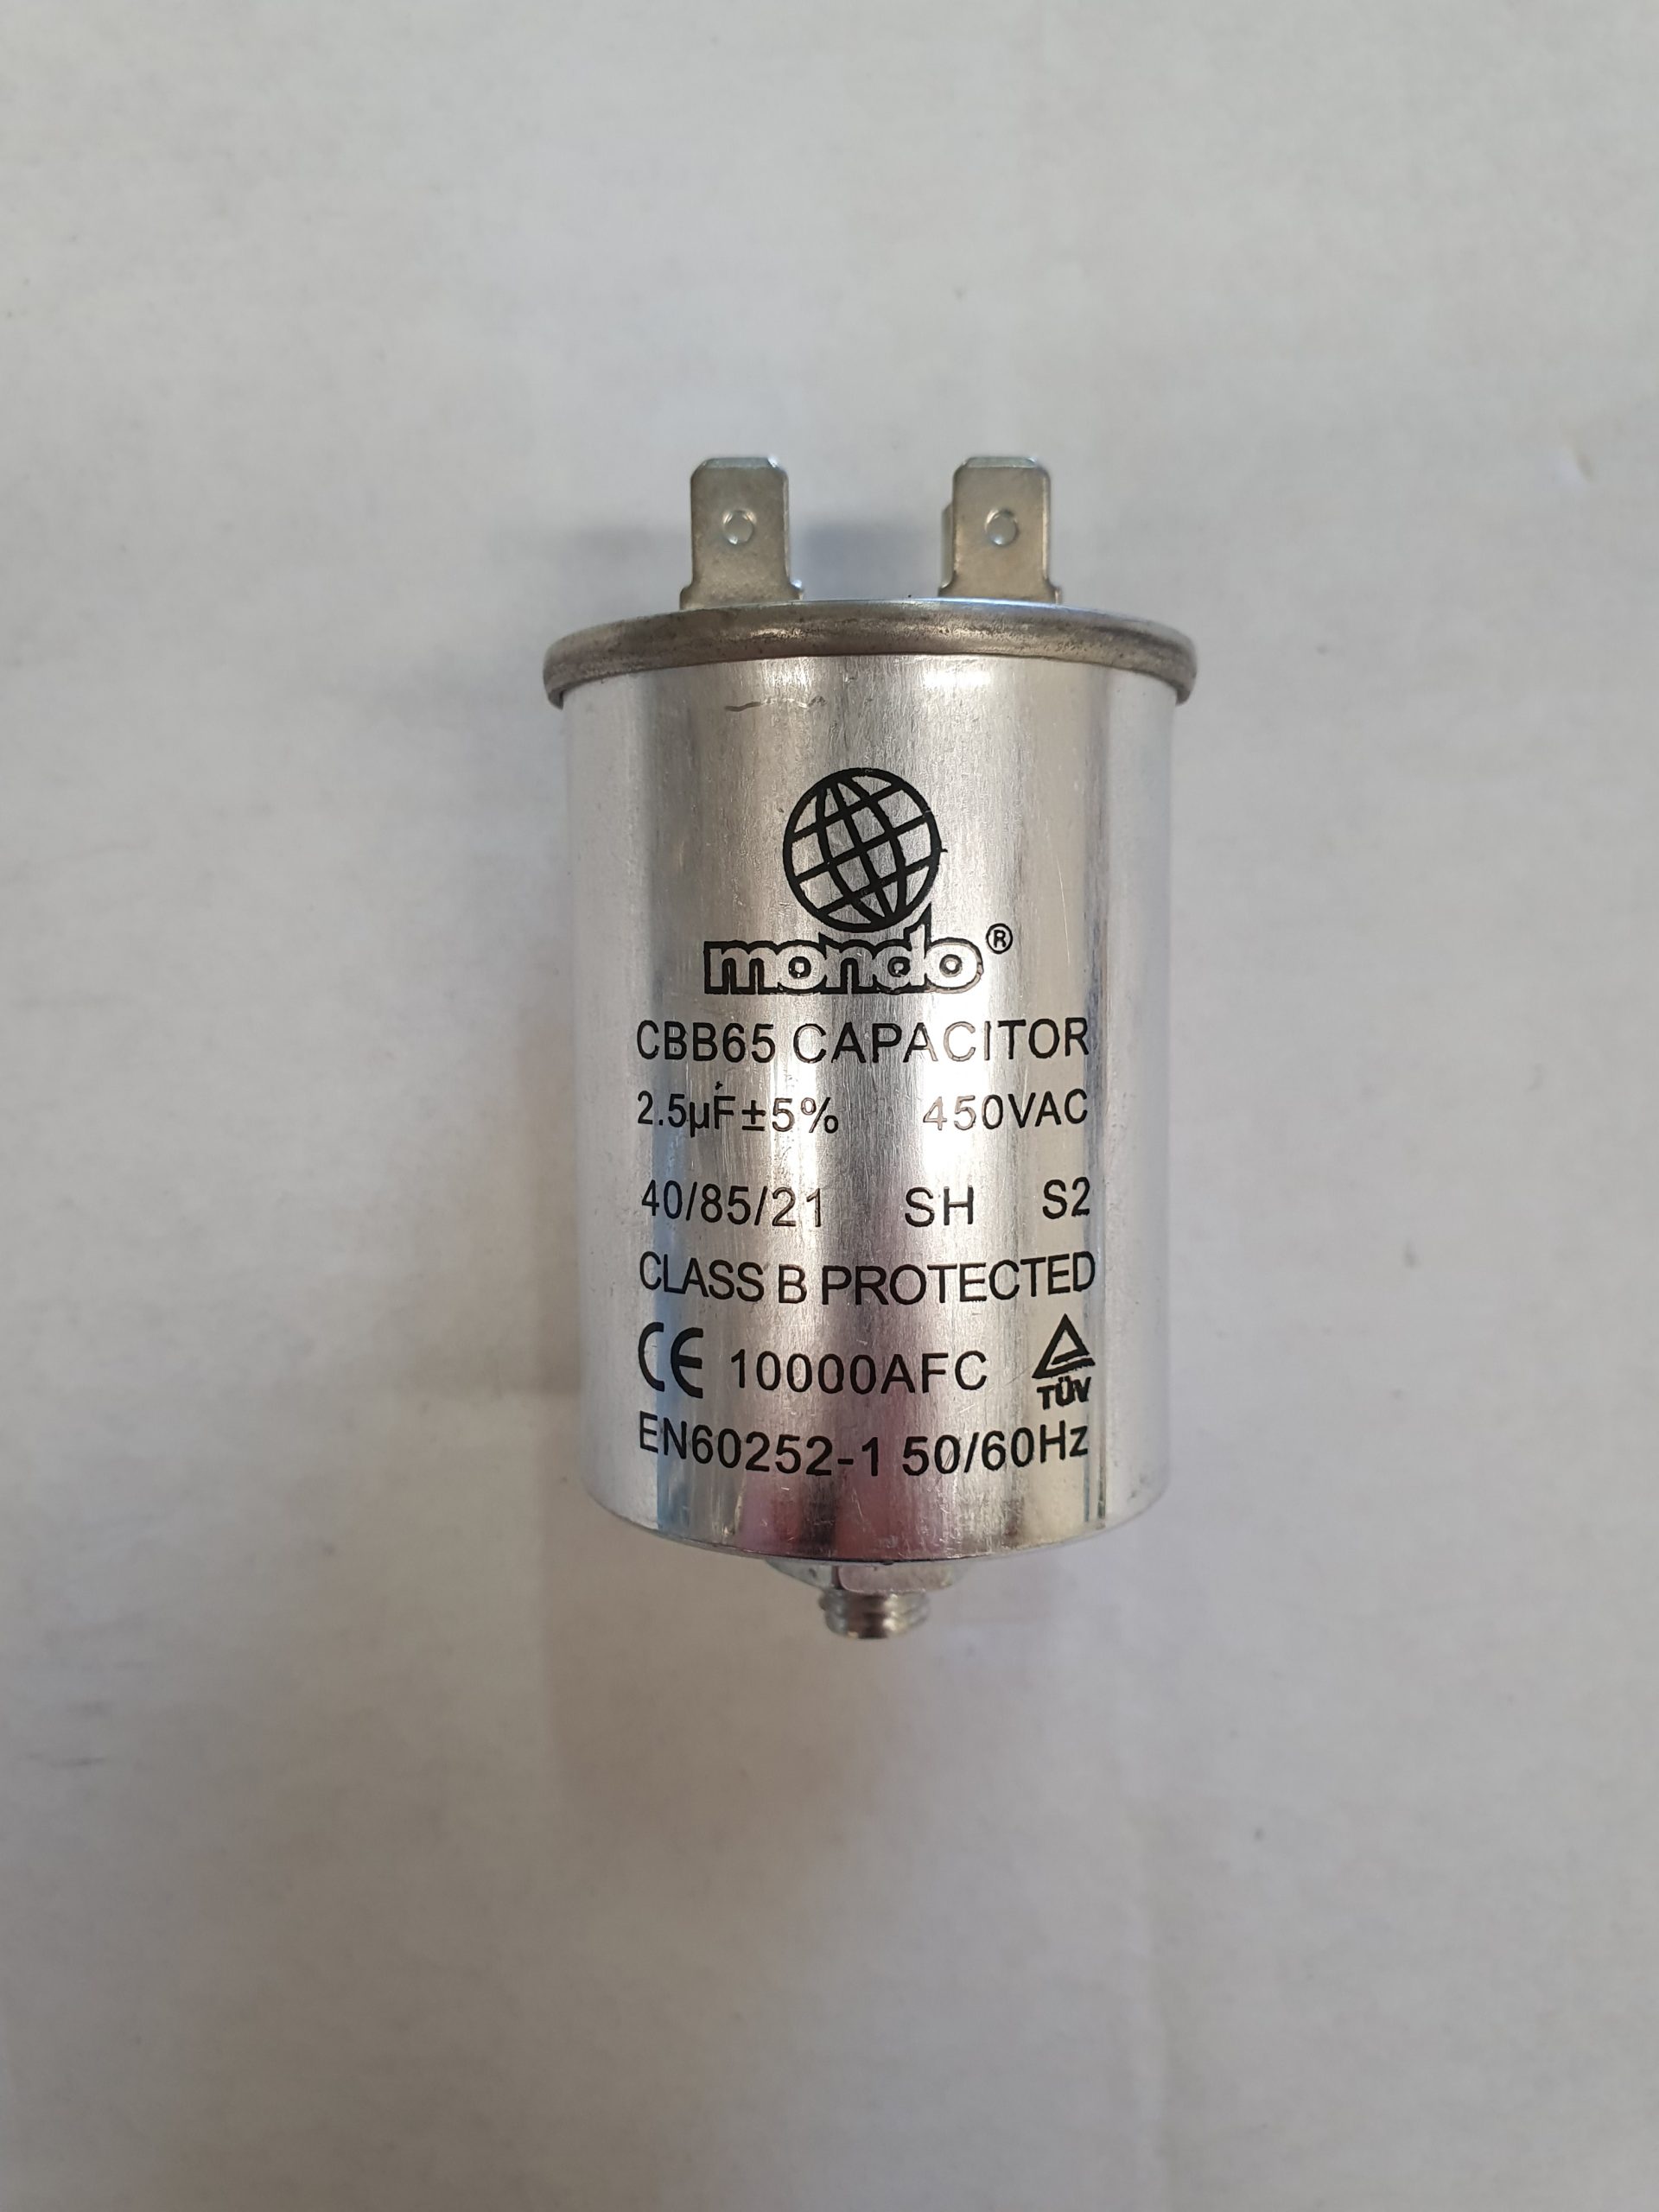 mondo®
CBB65 CAPACITOR
2.5µF±5% 450VAC
40/85/21 SH S2
CLASS B PROTECTED
CE 10000AFC TÜV
EN60252-1 50/60Hz